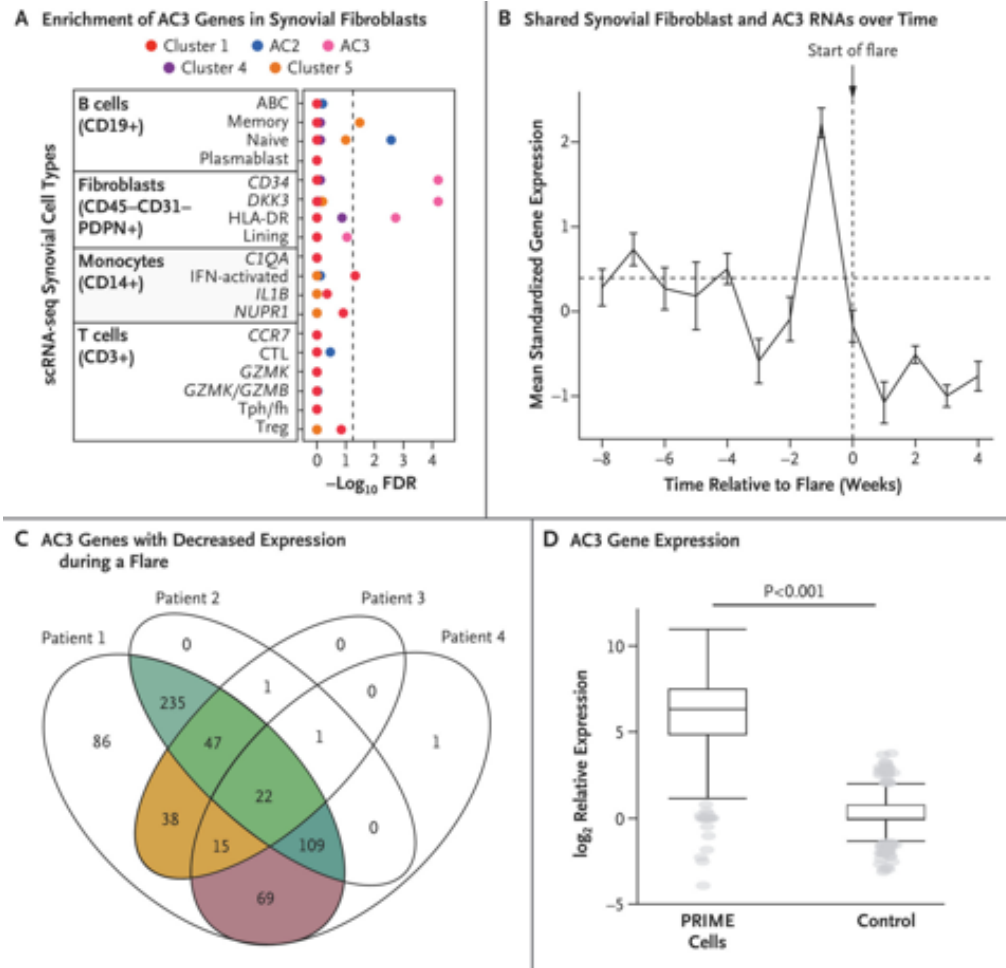 A Enrichment of AC3 Genes in Synovial Fibroblasts
Cluster 1 AC2 AC3
Cluster 4 Cluster 5
scRNA-seq Synovial Cell Types
B cells
(CD19+)
ABC
Memory
Naive
Plasmablast
Fibroblasts
(CD45–CD31–
PDPN+)
CD34
DKK3
HLA-DR
Lining
Monocytes
(CD14+)
C1QA
IFN-activated
IL1B
NUPR1
T cells
(CD3+)
CCR7
CTL
GZMK
GZMK/GZMB
Tph/fh
Treg
0 1 2 3 4
–Log10 FDR
B Shared Synovial Fibroblast and AC3 RNAs over Time
Start of flare
Mean Standardized Gene Expression
2
1
0
–1
–8 –6 –4 –2 0 2 4
Time Relative to Flare (Weeks)
C AC3 Genes with Decreased Expression
during a Flare
Patient 2
Patient 3
Patient 1
Patient 4
0
0
235
1
0
86
47
1
1
22
38
0
15
109
69
D AC3 Gene Expression
P<0.001
log2 Relative Expression
10
5
0
–5
PRIME
Cells
Control